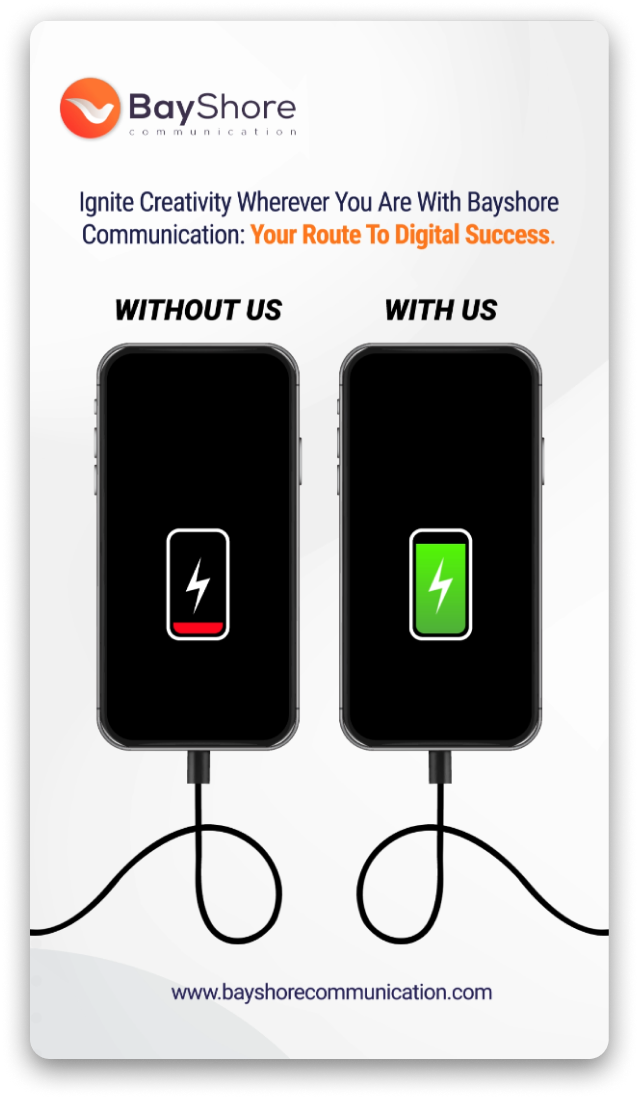 BayShore
communication
Ignite Creativity Wherever You Are With Bayshore
Communication: Your Route To Digital Success.
WITHOUT US
WITH US
www.bayshorecommunication.com